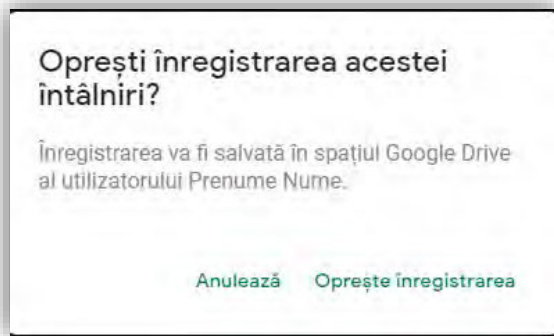 Oprești înregistrarea acestei
întâlniri?
Înregistrarea va fi salvată în spațiul Google Drive
al utilizatorului Prenume Nume.
Anulează Oprește înregistrarea